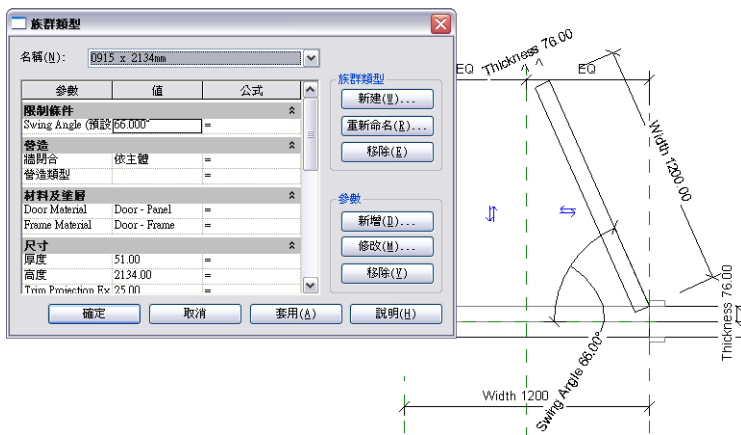 族群類型
名稱(N): 0915 x 2134mm
參數 值 公式
限制條件
Swing Angle (預設 66.000° =
營造
牆閉合 依主體 =
營造類型 =
材料及塗層
Door Material Door - Panel =
Frame Material Door - Frame =
尺寸
厚度 51.00 =
高度 2134.00 =
Trim Projection Ex 25.00 =
族群類型
新建(W)...
重新命名(R)...
移除(E)
參數
新增(D)...
修改(M)...
移除(V)
確定 取消 套用(A) 說明(H)
Thickness 76.00
EQ
EQ
Width 1200.00
Thickness 76.00
Swing Angle 66.00°
Width 1200